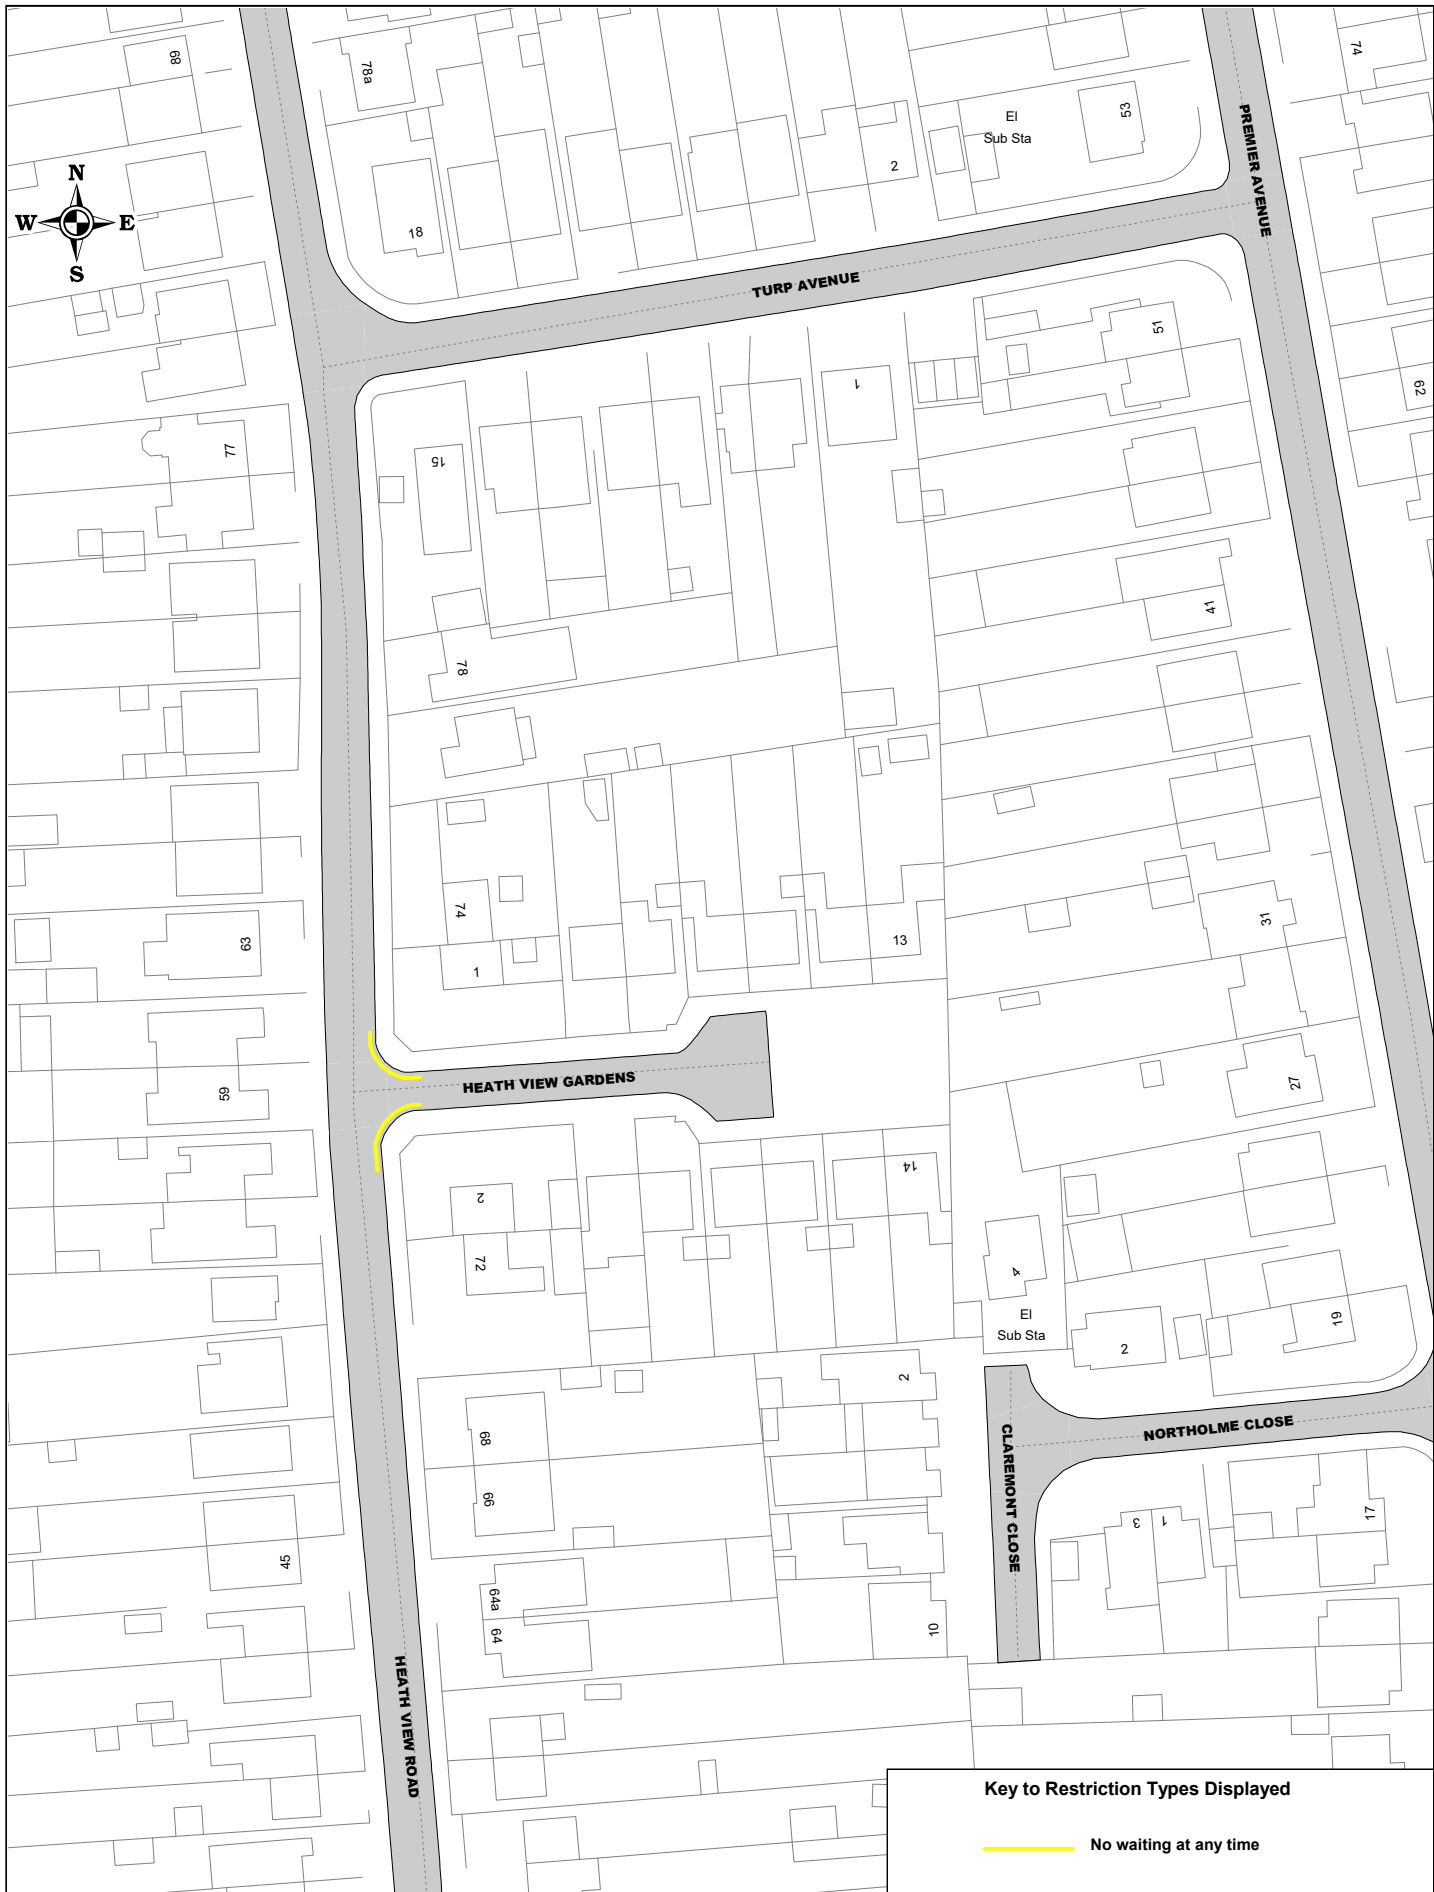 68
78a
74
El
Sub Sta
53
PREMIER AVENUE
N
W E
S
2
18
TURP AVENUE
51
62
1
77
15
41
78
74
13
31
63
1
59
HEATH VIEW GARDENS
27
14
2
72
4
El
Sub Sta
19
2
2
68
CLAREMONT CLOSE
NORTHOLME CLOSE
66
17
3
1
45
64a
64
10
HEATH VIEW ROAD
Key to Restriction Types Displayed
No waiting at any time